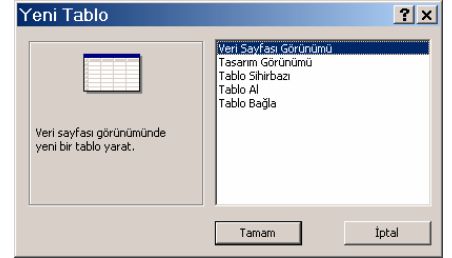 Yeni Tablo
Veri Sayfası Görünümü
Tasarım Görünümü
Tablo Sihirbazı
Tablo Al
Tablo Bağla
Veri sayfası görünümünde
yeni bir tablo yarat.
Tamam
İptal